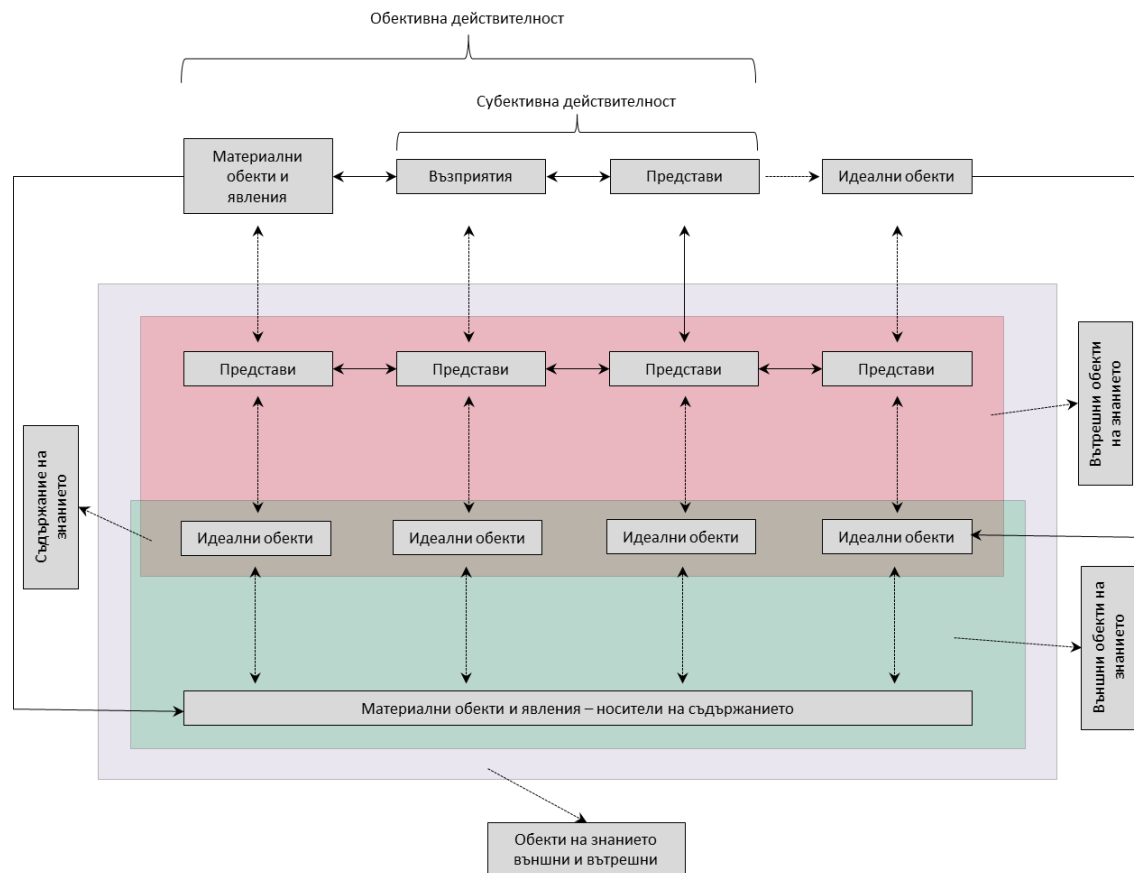 Обективна действителност
Субективна действителност
Материални
обекти и
явления
Възприятия
Представи
Идеални обекти
Представи
Представи
Представи
Представи
Вътрешни обекти
на знанието
Съдържание на
знанието
Идеални обекти
Идеални обекти
Идеални обекти
Идеални обекти
Външни обекти на
знанието
Материални обекти и явления – носители на съдържанието
Обекти на знанието
външни и вътрешни